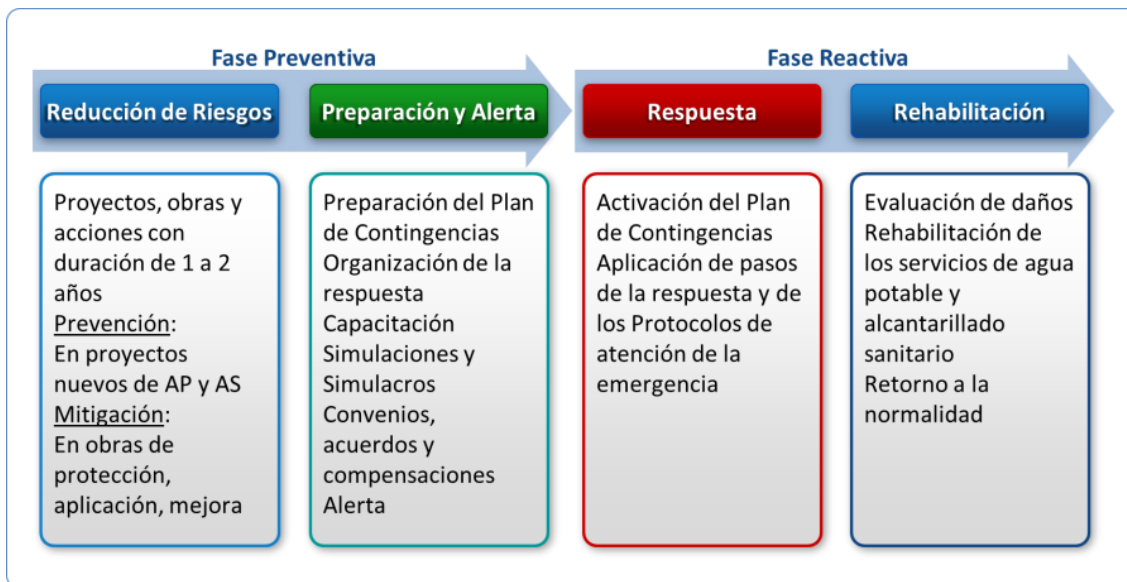 Fase Preventiva
Fase Reactiva
Reducción de Riesgos
Preparación y Alerta
Respuesta
Rehabilitación
Proyectos, obras y
acciones con
duración de 1 a 2
años
Prevención:
En proyectos
nuevos de AP y AS
Mitigación:
En obras de
protección,
aplicación, mejora
Preparación del Plan
de Contingencias
Organización de la
respuesta
Capacitación
Simulaciones y
Simulacros
Convenios,
acuerdos y
compensaciones
Alerta
Activación del Plan
de Contingencias
Aplicación de pasos
de la respuesta y de
los Protocolos de
atención de la
emergencia
Evaluación de daños
Rehabilitación de
los servicios de agua
potable y
alcantarillado
sanitario
Retorno a la
normalidad